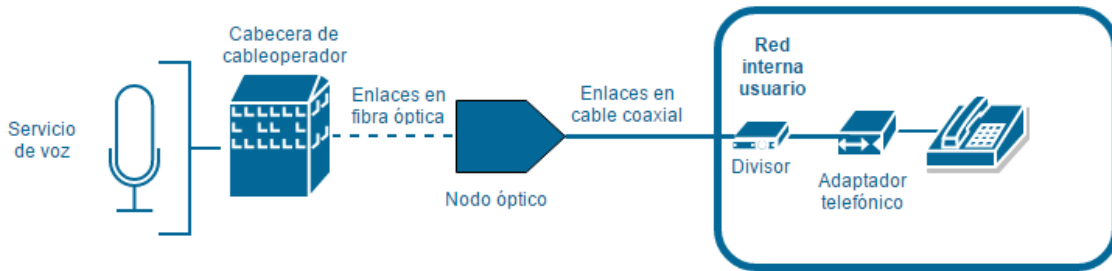 Servicio
de voz
Cabecera de
cableoperador
Enlaces en
fibra óptica
Nodo óptico
Enlaces en
cable coaxial
Red
interna
usuario
Divisor
Adaptador
telefónico